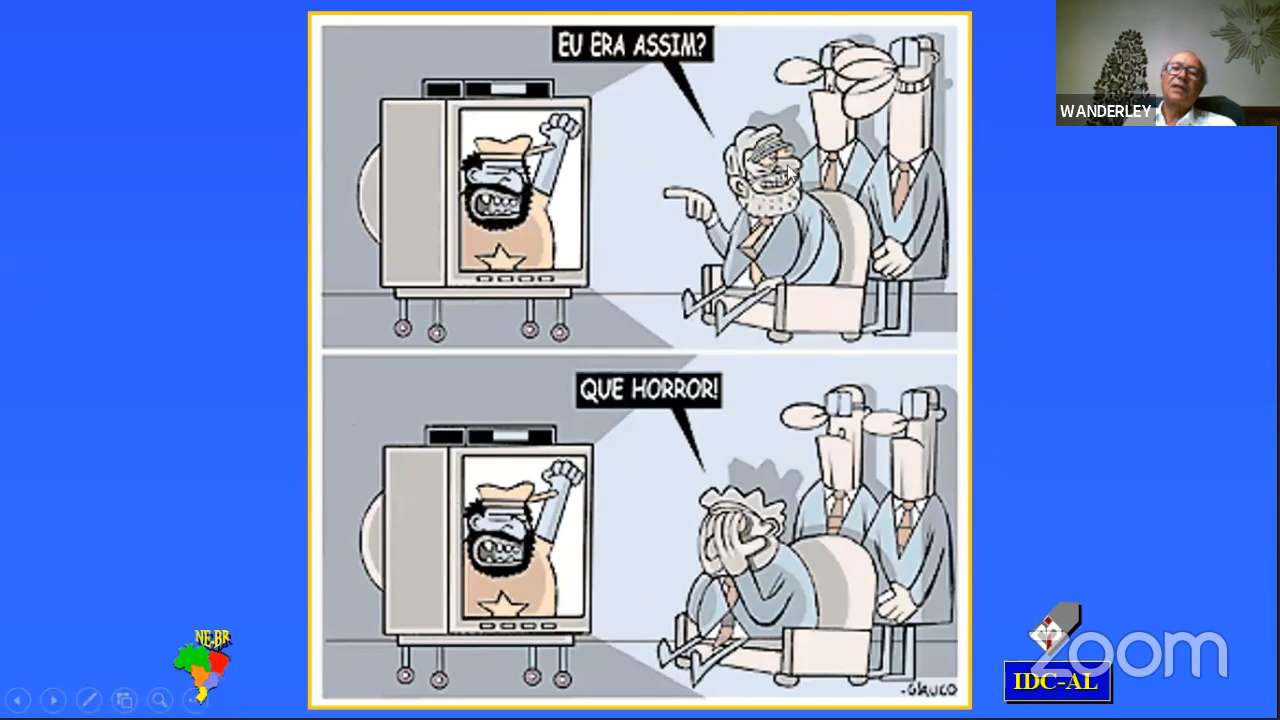 EU ERA ASSIM?
WANDERLEY
QUE HORROR!
NE-BR
zoom
IDC-AL
-GLAUCO